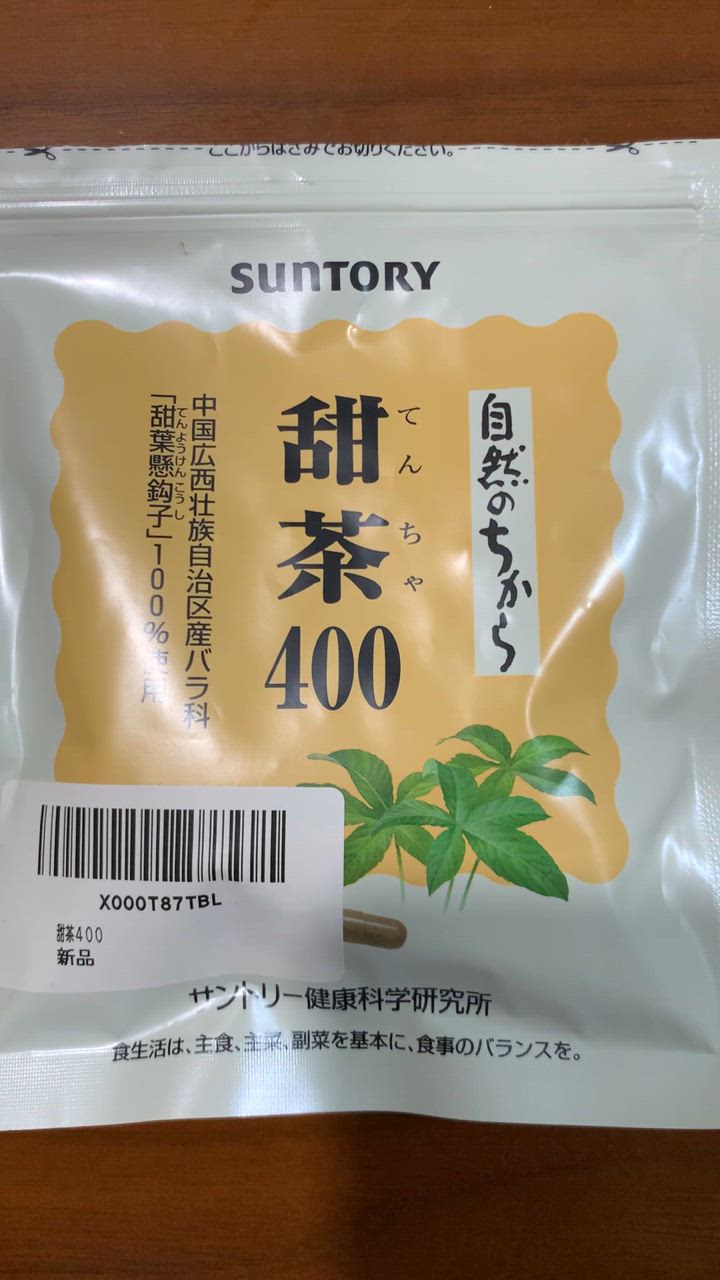 ここからはさみでお切りください。
SUNTORY
自然のちから
てんちゃ
甜茶400
中国広西壮族自治区産バラ科
てんようけんこうし
「甜葉懸鈎子」100%使用
X000T87TBL
甜茶400
新品
サントリー健康科学研究所
食生活は、主食、主菜、副菜を基本に、食事のバランスを。